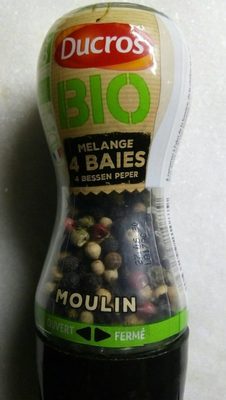 Ducros
BIO
MELANGE
4 BAIES
4 BESSEN PEPER
MOULIN
OUVERT FERMÉ